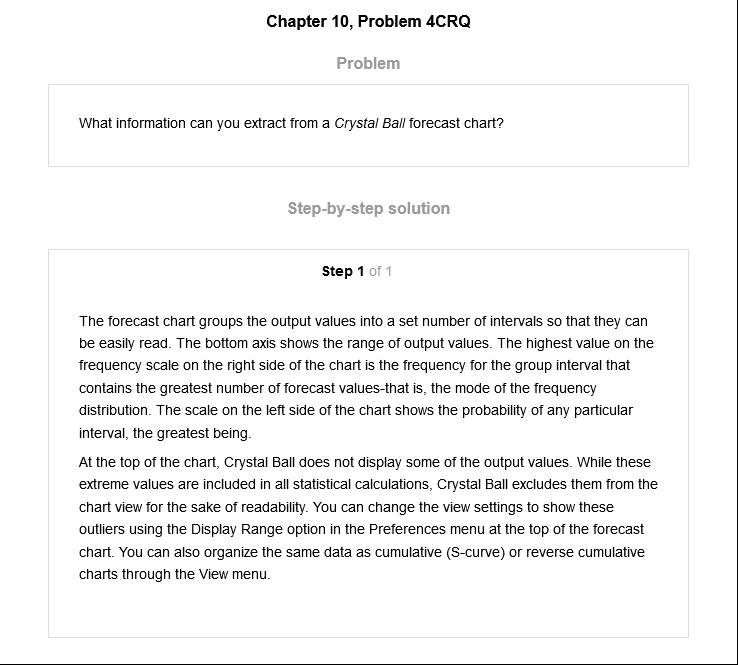 Chapter 10, Problem 4CRQ
Problem
What information can you extract from a Crystal Ball forecast chart?
Step-by-step solution
Step 1 of 1
The forecast chart groups the output values into a set number of intervals so that they can
be easily read. The bottom axis shows the range of output values. The highest value on the
frequency scale on the right side of the chart is the frequency for the group interval that
contains the greatest number of forecast values-that is, the mode of the frequency
distribution. The scale on the left side of the chart shows the probability of any particular
interval, the greatest being.
At the top of the chart, Crystal Ball does not display some of the output values. While these
extreme values are included in all statistical calculations, Crystal Ball excludes them from the
chart view for the sake of readability. You can change the view settings to show these
outliers using the Display Range option in the Preferences menu at the top of the forecast
chart. You can also organize the same data as cumulative (S-curve) or reverse cumulative
charts through the View menu.